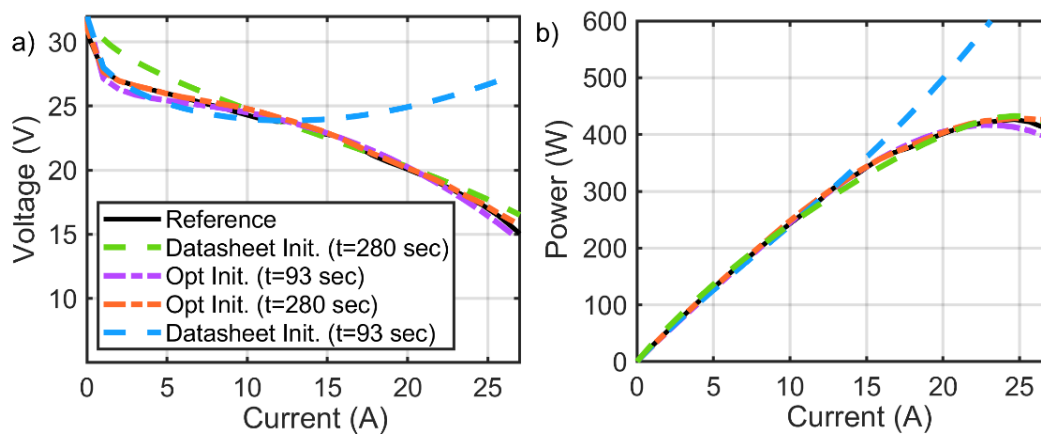 a)
30
25
20
15
10
Voltage (V)
Reference
Datasheet Init. (t=280 sec)
Opt Init. (t=93 sec)
Opt Init. (t=280 sec)
Datasheet Init. (t=93 sec)
0 5 10 15 20 25
Current (A)
b)
600
500
400
300
200
100
0
Power (W)
0 5 10 15 20 25
Current (A)